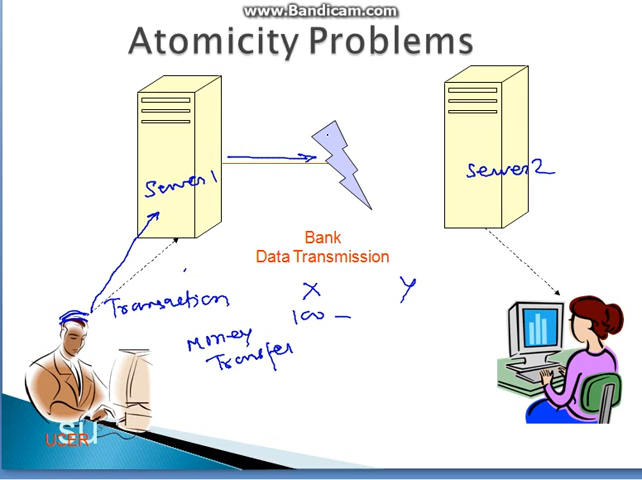 www.Bandicam.com
Atomicity Problems
Server1
Server2
Bank
Data Transmission
Transaction
X Y
100 —
Money
Transfer
USER